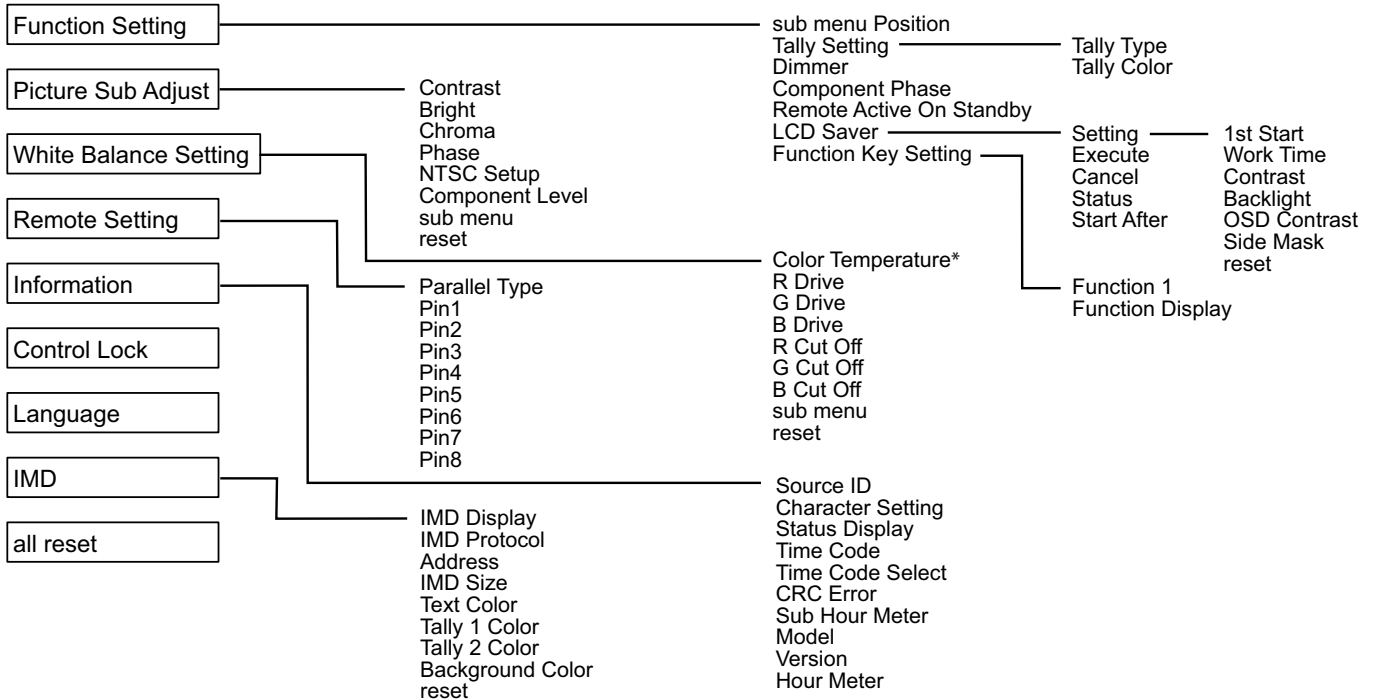 Function Setting
Picture Sub Adjust
White Balance Setting
Remote Setting
Information
Control Lock
Language
IMD
all reset
Contrast
Bright
Chroma
Phase
NTSC Setup
Component Level
sub menu
reset
Parallel Type
Pin1
Pin2
Pin3
Pin4
Pin5
Pin6
Pin7
Pin8
IMD Display
IMD Protocol
Address
IMD Size
Text Color
Tally 1 Color
Tally 2 Color
Background Color
reset
sub menu Position
Tally Setting
Dimmer
Component Phase
Remote Active On Standby
LCD Saver
Function Key Setting
Color Temperature*
R Drive
G Drive
B Drive
R Cut Off
G Cut Off
B Cut Off
sub menu
reset
Source ID
Character Setting
Status Display
Time Code
Time Code Select
CRC Error
Sub Hour Meter
Model
Version
Hour Meter
Tally Type
Tally Color
Setting
Execute
Cancel
Status
Start After
Function 1
Function Display
1st Start
Work Time
Contrast
Backlight
OSD Contrast
Side Mask
reset